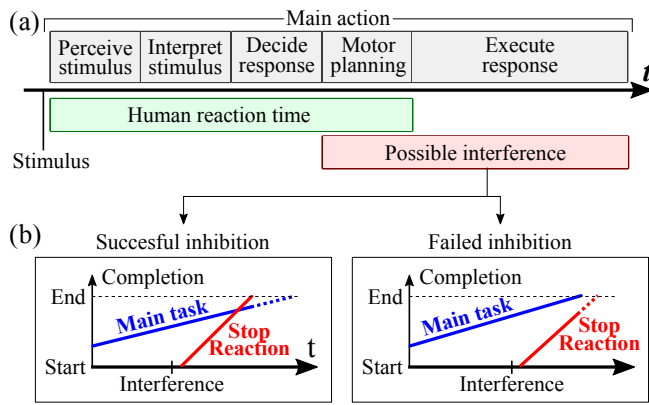 Main action
(a)
Perceive stimulus
Interpret stimulus
Decide response
Motor planning
Execute response
t
Human reaction time
Stimulus
Possible interference
(b)
Succesful inhibition
Failed inhibition
Completion
End
Main task
Stop
Reaction
t
Start
Interference
Completion
End
Main task
Stop
Reaction
Start
Interference